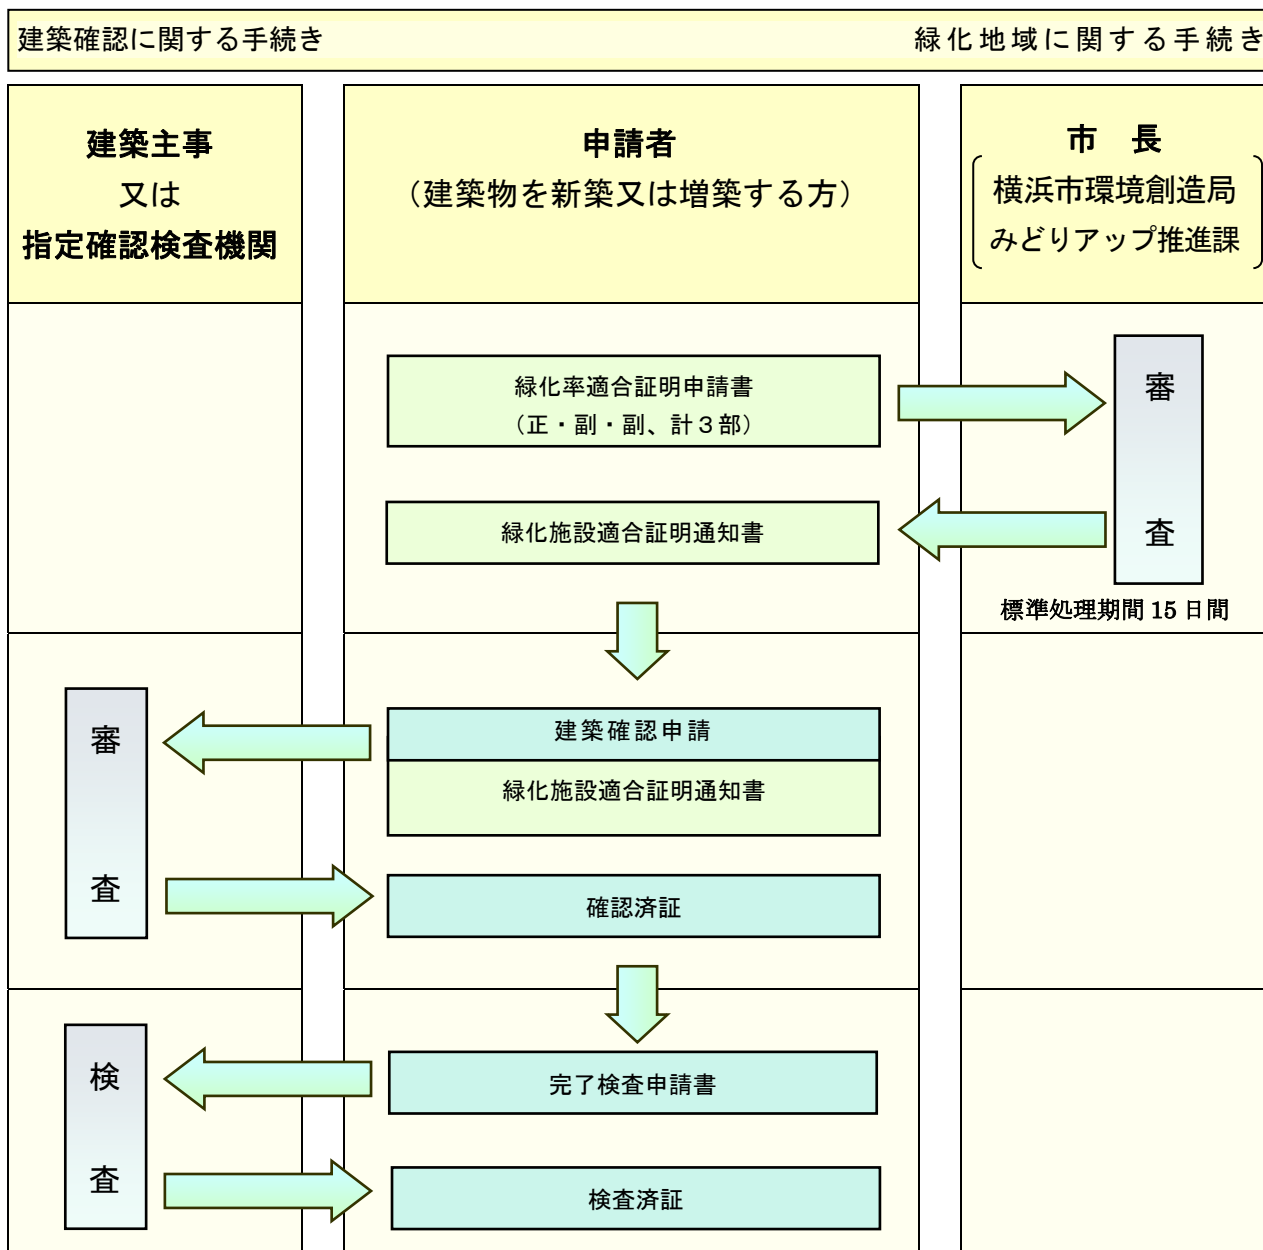 建築確認に関する手続き
緑化地域に関する手続き
建築主事
又は
指定確認検査機関
申請者
（建築物を新築又は増築する方）
市　長
横浜市環境創造局
みどりアップ推進課
緑化率適合証明申請書
（正・副・副、計３部）
審
査
緑化施設適合証明通知書
標準処理期間 15 日間
建築確認申請
緑化施設適合証明通知書
審
査
確認済証
完了検査申請書
検
査
検査済証